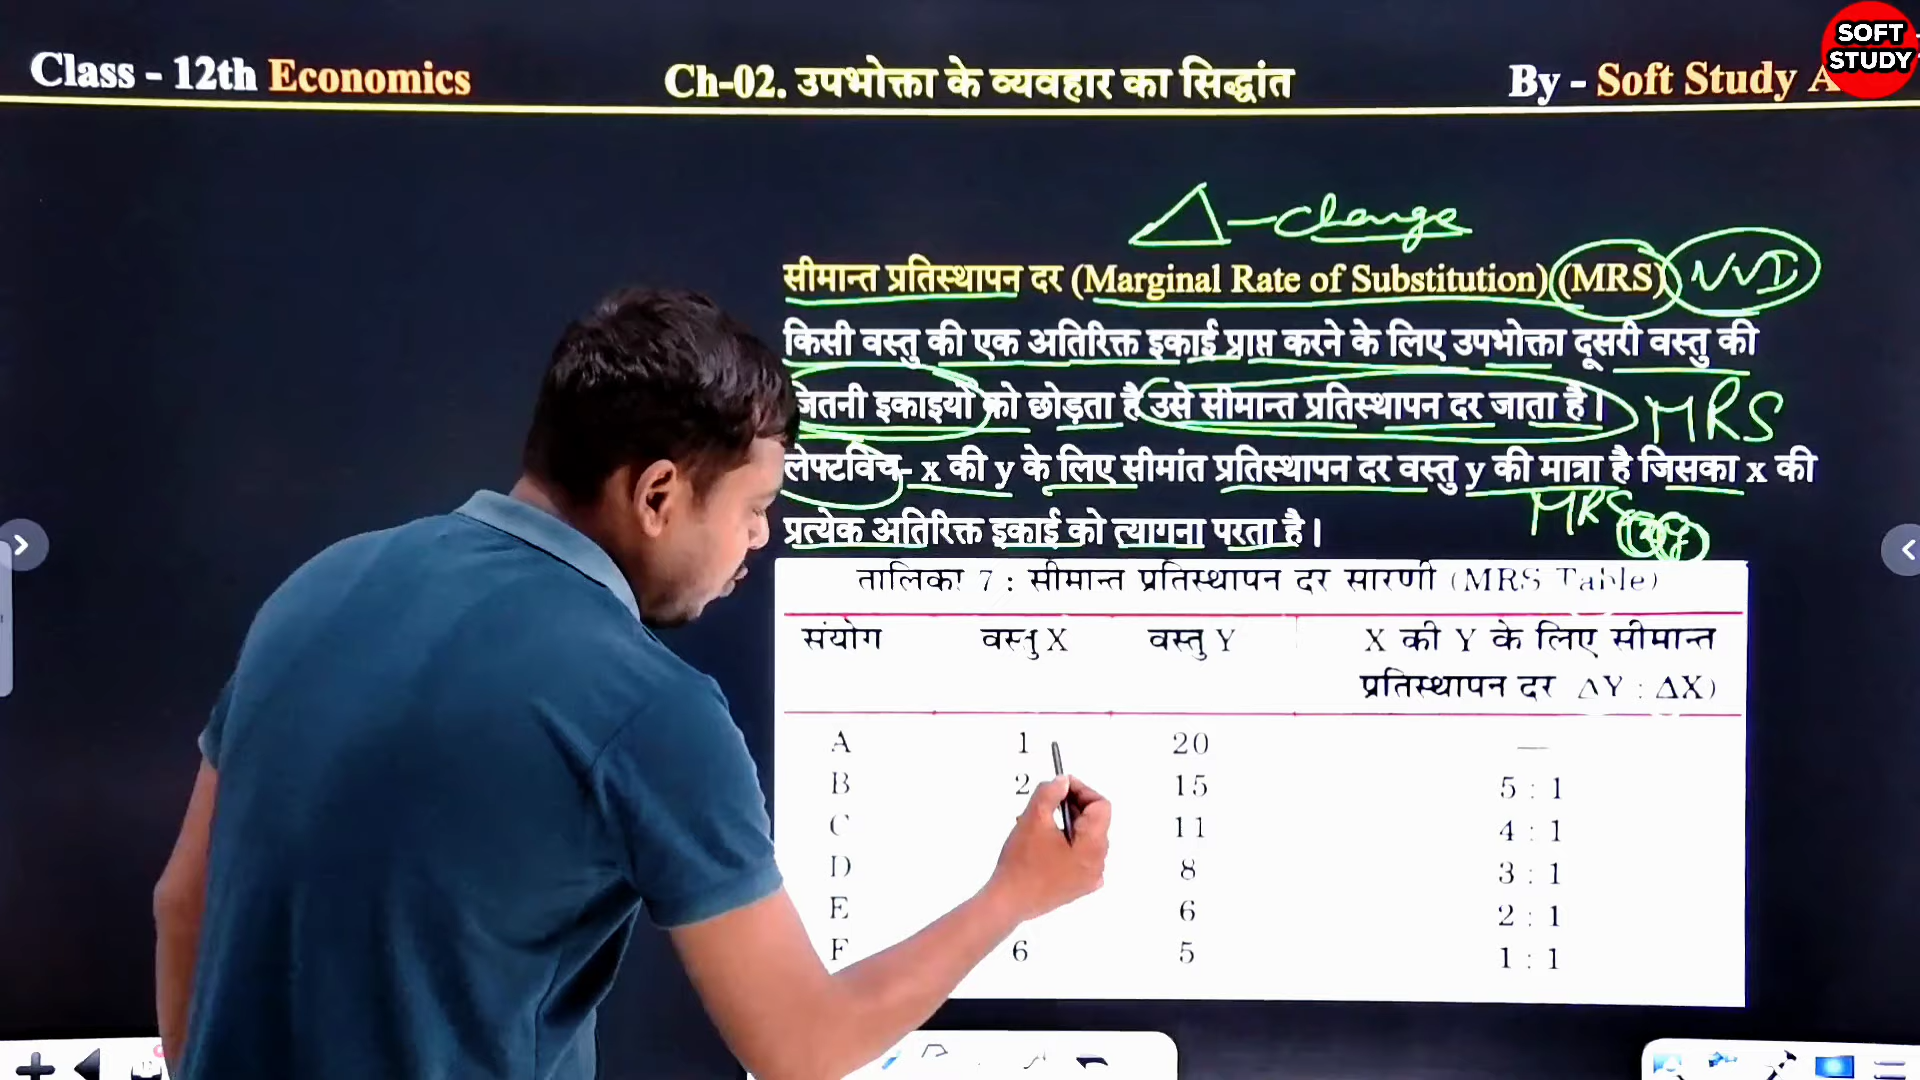 SOFT
STUDY
Class - 12th Economics
Ch-02. उपभोक्ता के व्यवहार का सिद्धांत
By - Soft Study A
Δ-change
सीमान्त प्रतिस्थापन दर (Marginal Rate of Substitution) (MRS) VVI
किसी वस्तु की एक अतिरिक्त इकाई प्राप्त करने के लिए उपभोक्ता दूसरी वस्तु की
जितनी इकाइयों को छोड़ता है उसे सीमान्त प्रतिस्थापन दर जाता है। MRS
लेफ्टविच- x की y के लिए सीमांत प्रतिस्थापन दर वस्तु y की मात्रा है जिसका x की
MRS
प्रत्येक अतिरिक्त इकाई को त्यागना परता है।
तालिका 7 : सीमान्त प्रतिस्थापन दर सारणी (MRS Table)
संयोग वस्तु X वस्तु Y X की Y के लिए सीमान्त
प्रतिस्थापन दर ΔY : ΔX)
A 1 20 —
B 2 15 5 : 1
C 11 4 : 1
D 8 3 : 1
E 6 2 : 1
F 6 5 1 : 1